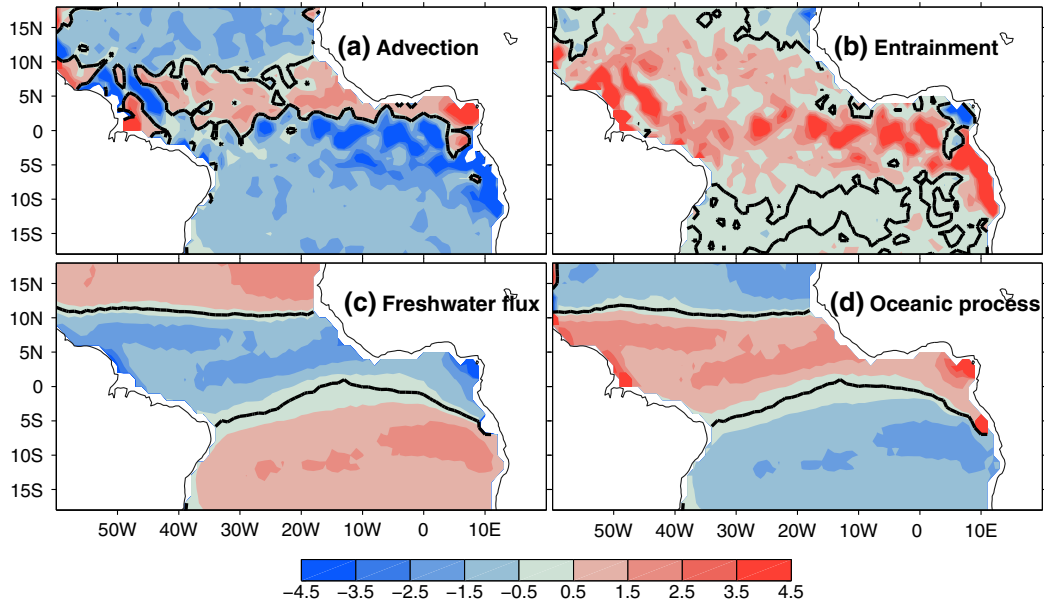 15N
10N
5N
0
5S
10S
15S
(a) Advection
(b) Entrainment
15N
10N
5N
0
5S
10S
15S
(c) Freshwater flux
(d) Oceanic process
50W 40W 30W 20W 10W 0 10E
50W 40W 30W 20W 10W 0 10E
−4.5 −3.5 −2.5 −1.5 −0.5 0.5 1.5 2.5 3.5 4.5